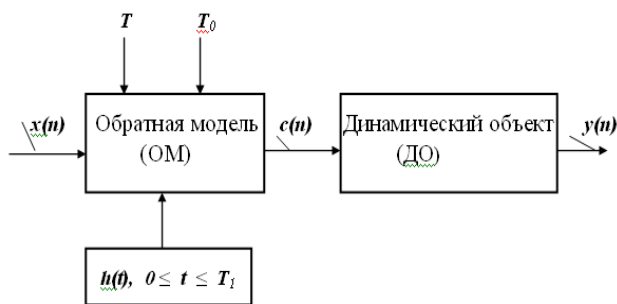 T
T₀
x(n)
Обратная модель
(ОМ)
c(n)
Динамический объект
(ДО)
y(n)
h(t), 0 ≤ t ≤ T₁